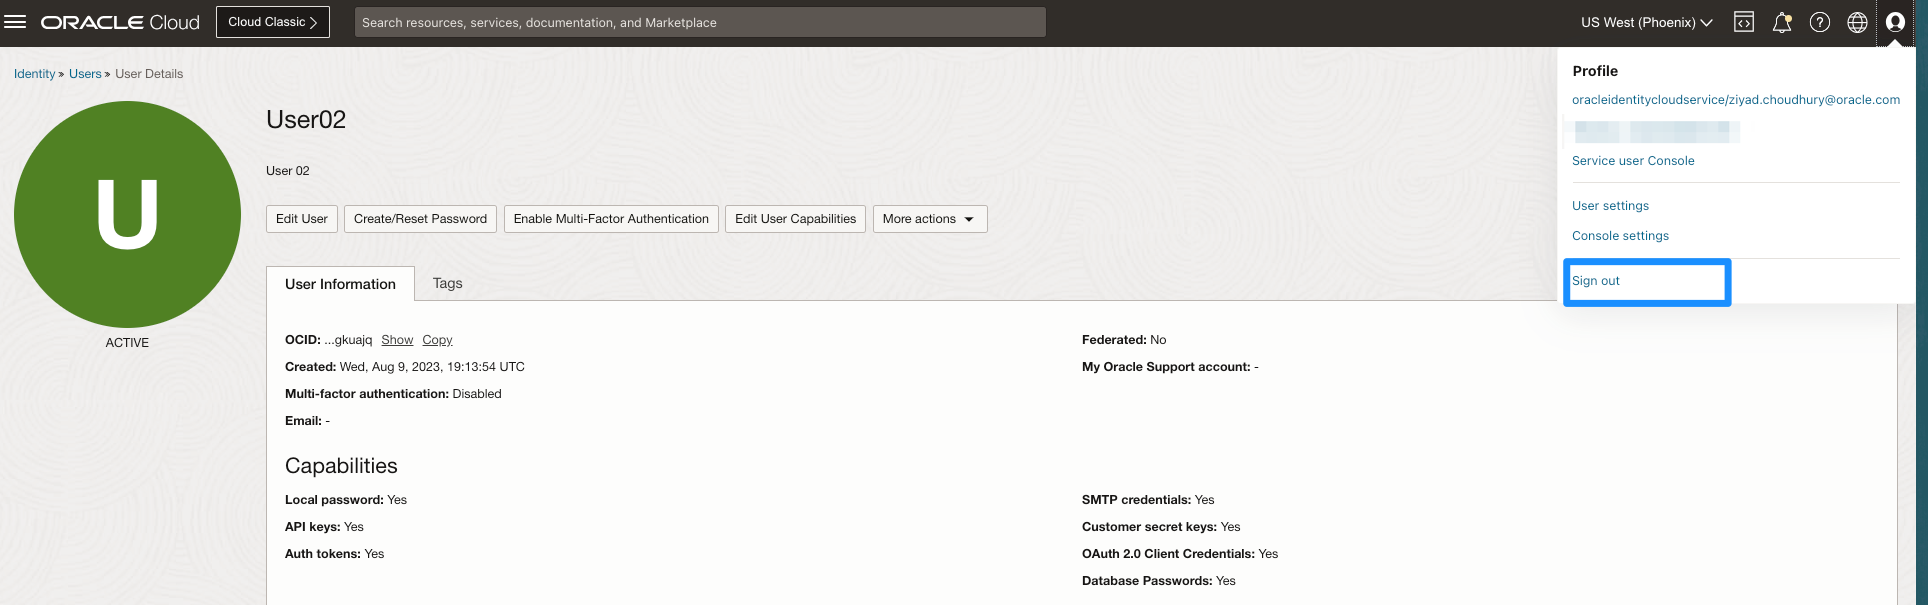 ORACLE Cloud
Cloud Classic
Search resources, services, documentation, and Marketplace
US West (Phoenix)
Identity » Users » User Details
U
ACTIVE
User02
User 02
Edit User
Create/Reset Password
Enable Multi-Factor Authentication
Edit User Capabilities
More actions
User Information
Tags
OCID: ...gkuajq Show Copy
Created: Wed, Aug 9, 2023, 19:13:54 UTC
Multi-factor authentication: Disabled
Email: -
Federated: No
My Oracle Support account: -
Capabilities
Local password: Yes
API keys: Yes
Auth tokens: Yes
SMTP credentials: Yes
Customer secret keys: Yes
OAuth 2.0 Client Credentials: Yes
Database Passwords: Yes
Profile
oracleidentitycloudservice/ziyad.choudhury@oracle.com
Service user Console
User settings
Console settings
Sign out